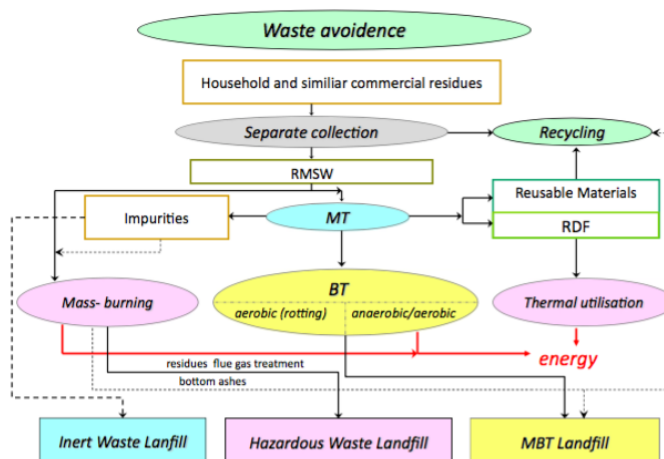 Waste avoidence
Household and similiar commercial residues
Separate collection
Recycling
RMSW
Impurities
MT
Reusable Materials
RDF
Mass- burning
BT
aerobic (rotting)
anaerobic/aerobic
Thermal utilisation
energy
residues flue gas treatment
bottom ashes
Inert Waste Lanfill
Hazardous Waste Landfill
MBT Landfill